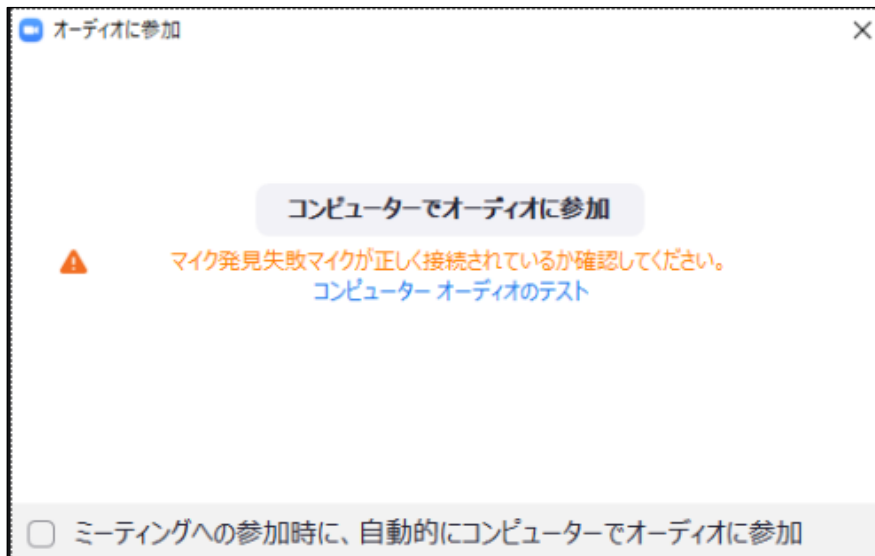 オーディオに参加
コンピューターでオーディオに参加
マイク発見失敗マイクが正しく接続されているか確認してください。
コンピューター オーディオのテスト
ミーティングへの参加時に、自動的にコンピューターでオーディオに参加